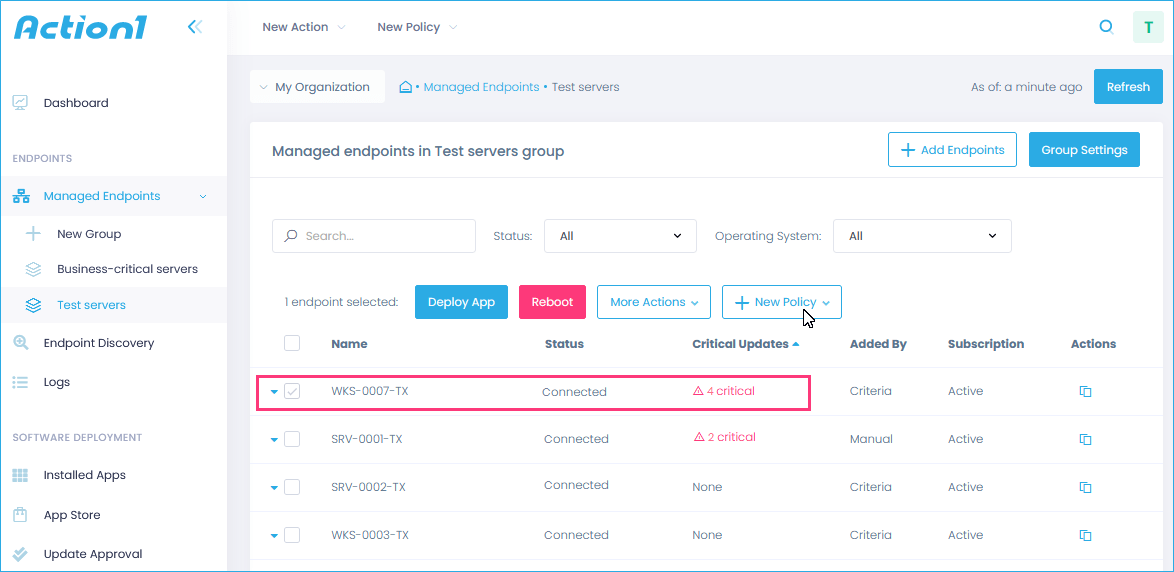 Action1
New Action
New Policy
T
My Organization
• Managed Endpoints • Test servers
As of: a minute ago
Refresh
Dashboard
ENDPOINTS
Managed Endpoints
New Group
Business-critical servers
Test servers
Endpoint Discovery
Logs
SOFTWARE DEPLOYMENT
Installed Apps
App Store
Update Approval
Managed endpoints in Test servers group
Add Endpoints
Group Settings
Search...
Status:
All
Operating System:
All
1 endpoint selected:
Deploy App
Reboot
More Actions
New Policy
Name Status Critical Updates Added By Subscription Actions
WKS-0007-TX Connected 4 critical Criteria Active
SRV-0001-TX Connected 2 critical Manual Active
SRV-0002-TX Connected None Criteria Active
WKS-0003-TX Connected None Criteria Active